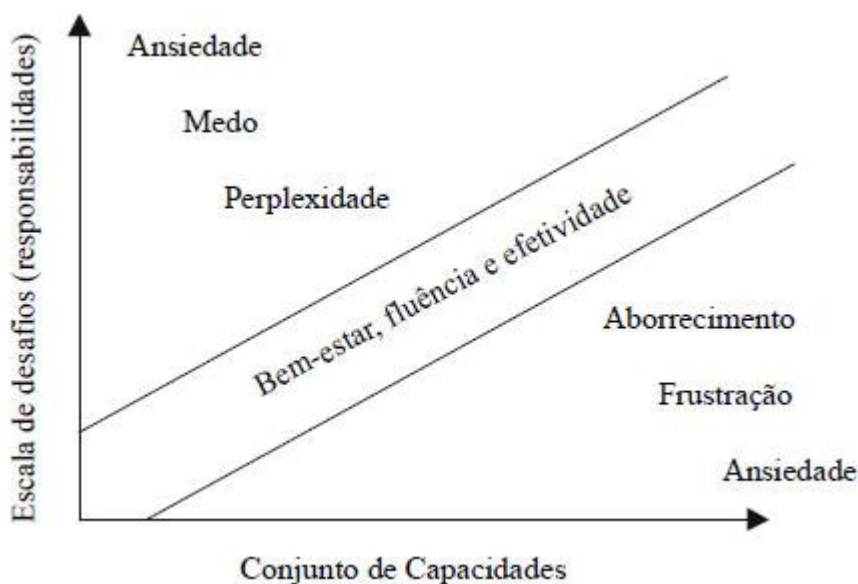 Ansiedade
Medo
Perplexidade
Bem-estar, fluência e efetividade
Aborrecimento
Frustração
Ansiedade
Escala de desafios (responsabilidades)
Conjunto de Capacidades